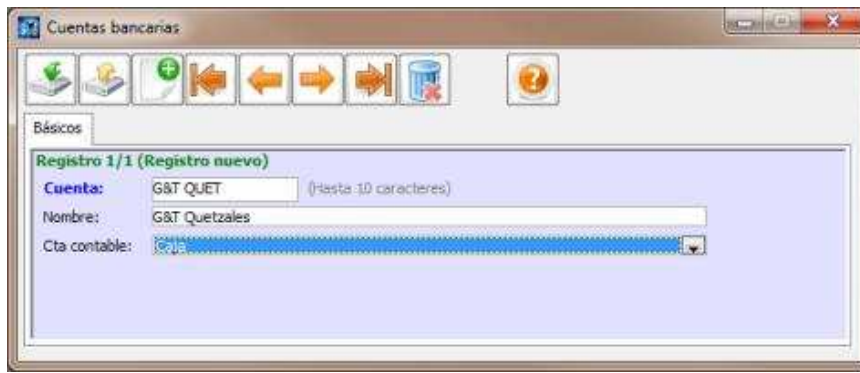 Cuentas bancarias
Básicos
Registro 1/1 (Registro nuevo)
Cuenta: G&T QUET (Hasta 10 caracteres)
Nombre: G&T Quetzales
Cta contable: Caja